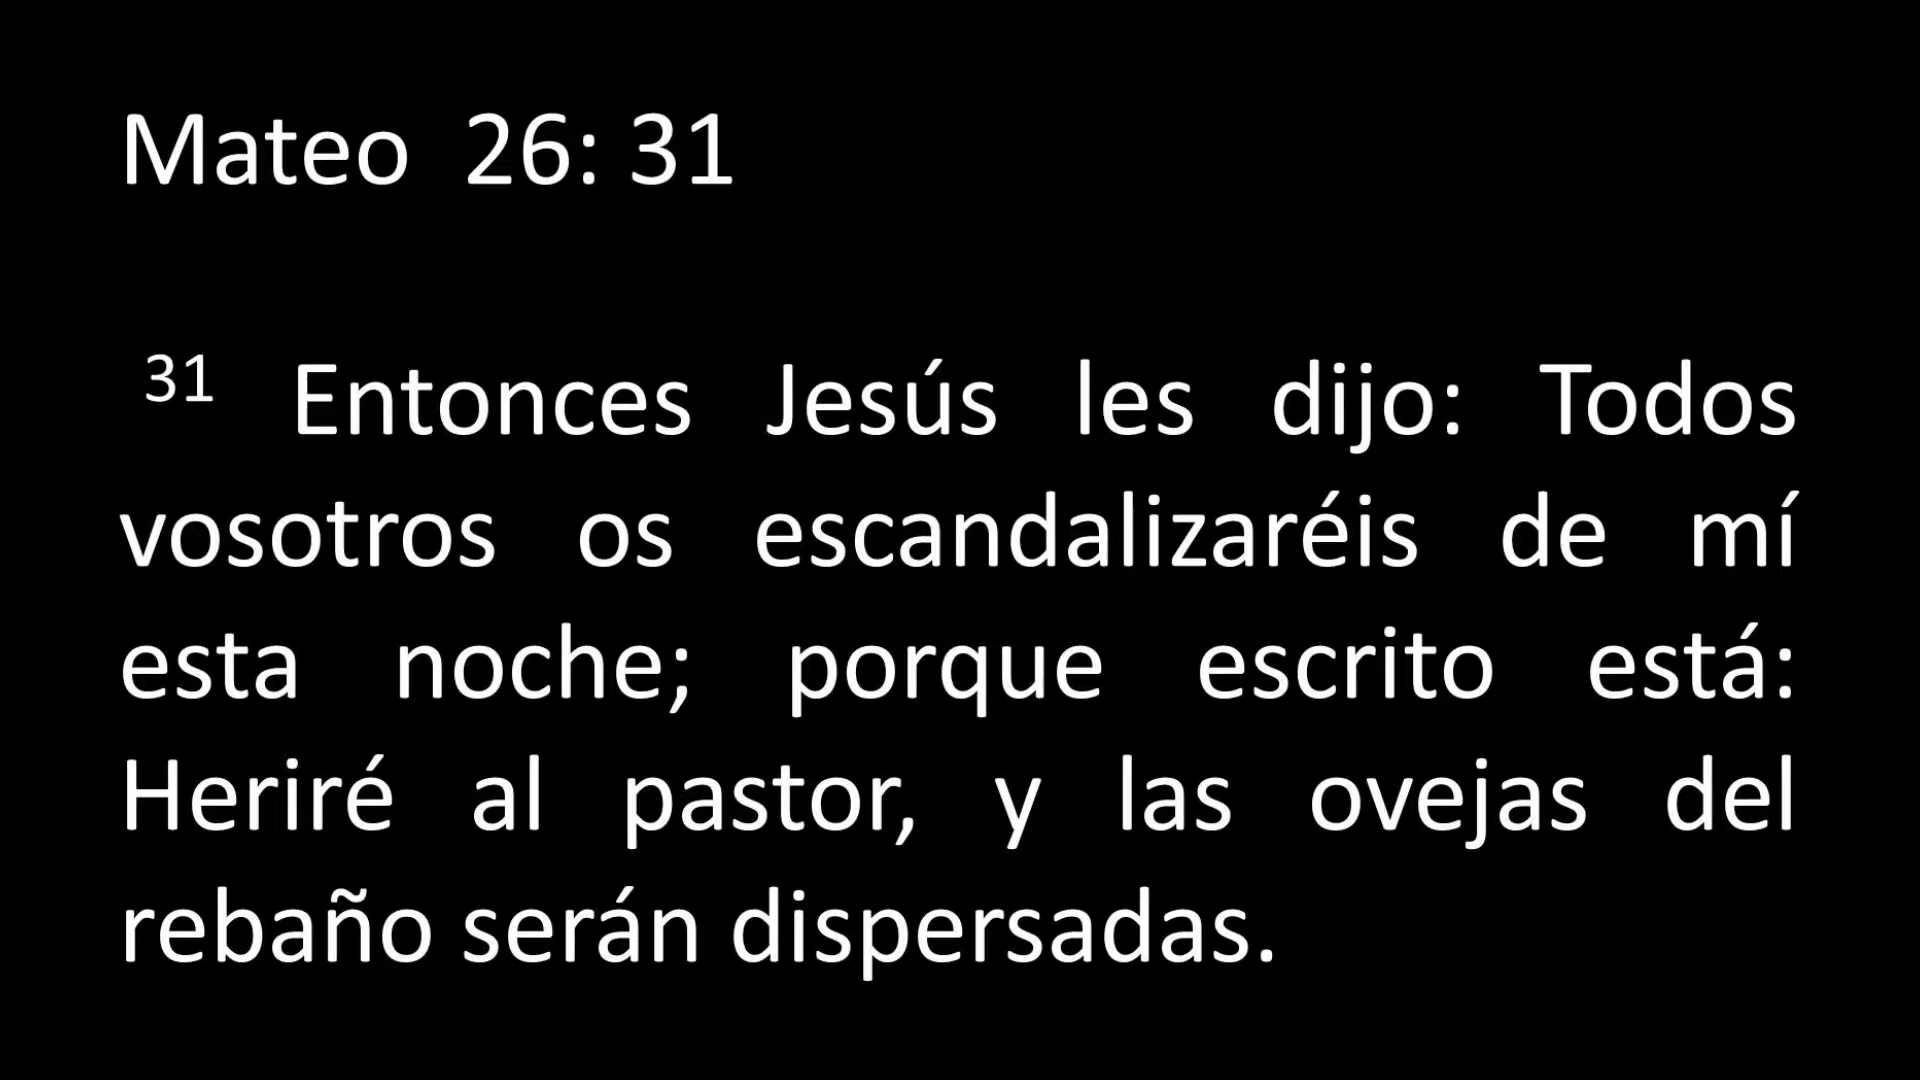 Mateo 26: 31
31 Entonces Jesús les dijo: Todos
vosotros os escandalizaréis de mí
esta noche; porque escrito está:
Heriré al pastor, y las ovejas del
rebaño serán dispersadas.